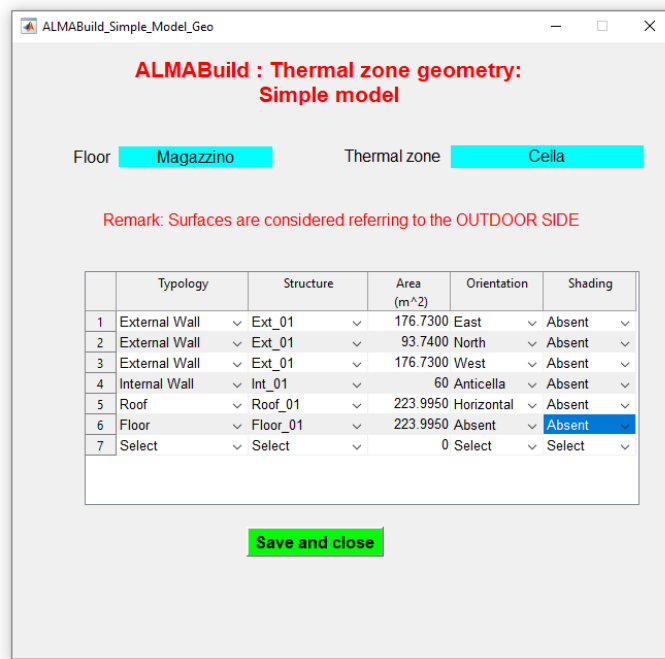 ALMABuild_Simple_Model_Geo
ALMABuild : Thermal zone geometry:
Simple model
Floor Magazzino Thermal zone Cella
Remark: Surfaces are considered referring to the OUTDOOR SIDE
Typology Structure Area Orientation Shading
(m^2)
1 External Wall Ext_01 176.7300 East Absent
2 External Wall Ext_01 93.7400 North Absent
3 External Wall Ext_01 176.7300 West Absent
4 Internal Wall Int_01 60 Anticella Absent
5 Roof Roof_01 223.9950 Horizontal Absent
6 Floor Floor_01 223.9950 Absent Absent
7 Select Select 0 Select Select
Save and close